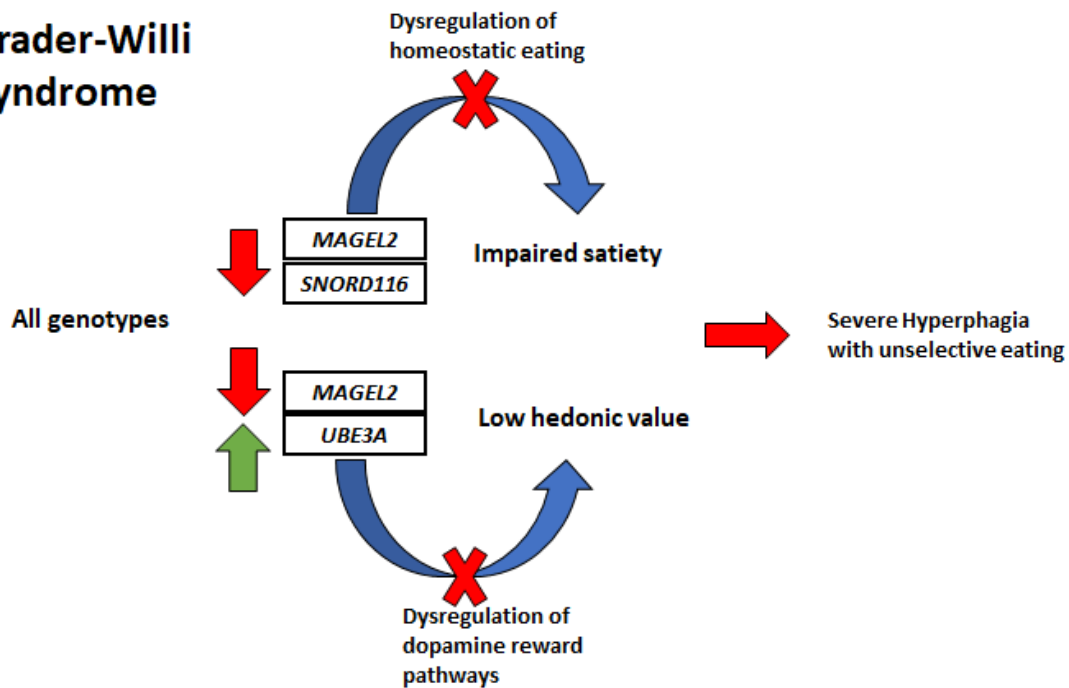 rader-Willi
yndrome
Dysregulation of
homeostatic eating
MAGEL2
SNORD116
Impaired satiety
All genotypes
Severe Hyperphagia
with unselective eating
MAGEL2
UBE3A
Low hedonic value
Dysregulation of
dopamine reward
pathways